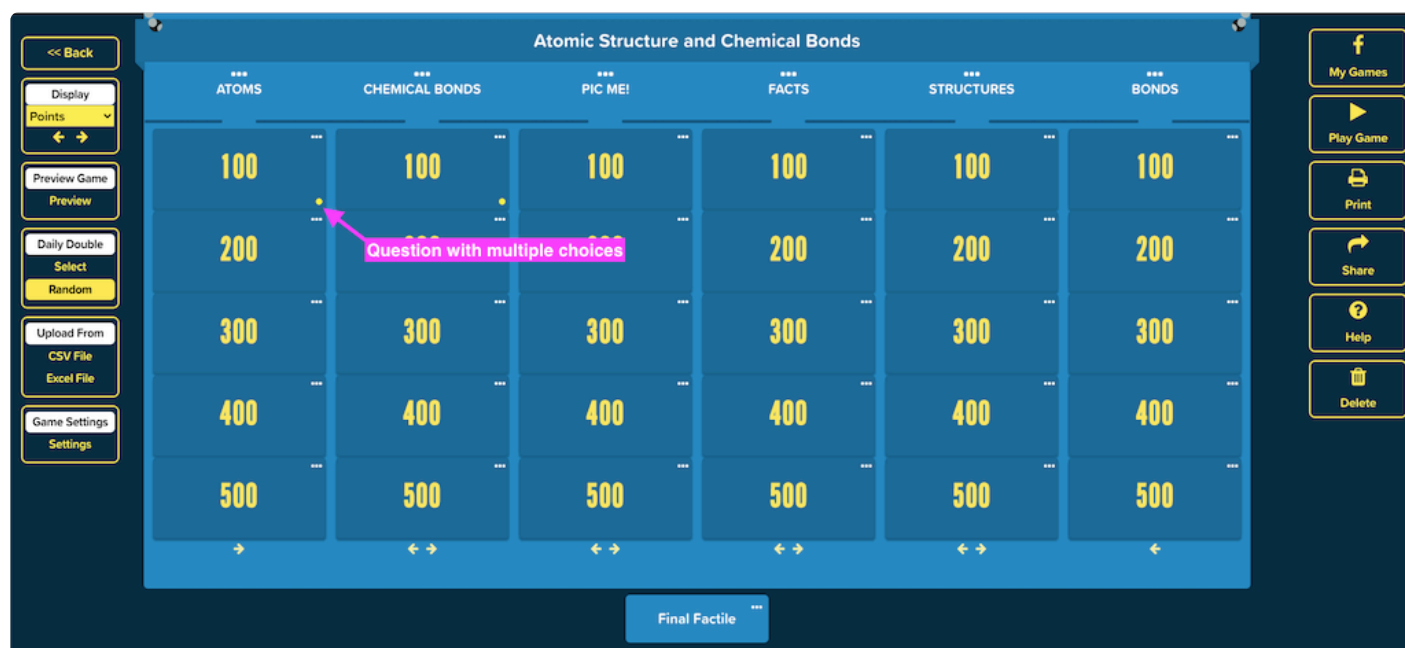 << Back
Display
Points
Preview Game
Preview
Daily Double
Select
Random
Upload From
CSV File
Excel File
Game Settings
Settings
Atomic Structure and Chemical Bonds
ATOMS CHEMICAL BONDS PIC ME! FACTS STRUCTURES BONDS
100 100 100 100 100 100
200 200 200 200
Question with multiple choices
300 300 300 300 300 300
400 400 400 400 400 400
500 500 500 500 500 500
Final Factile
My Games
Play Game
Print
Share
Help
Delete